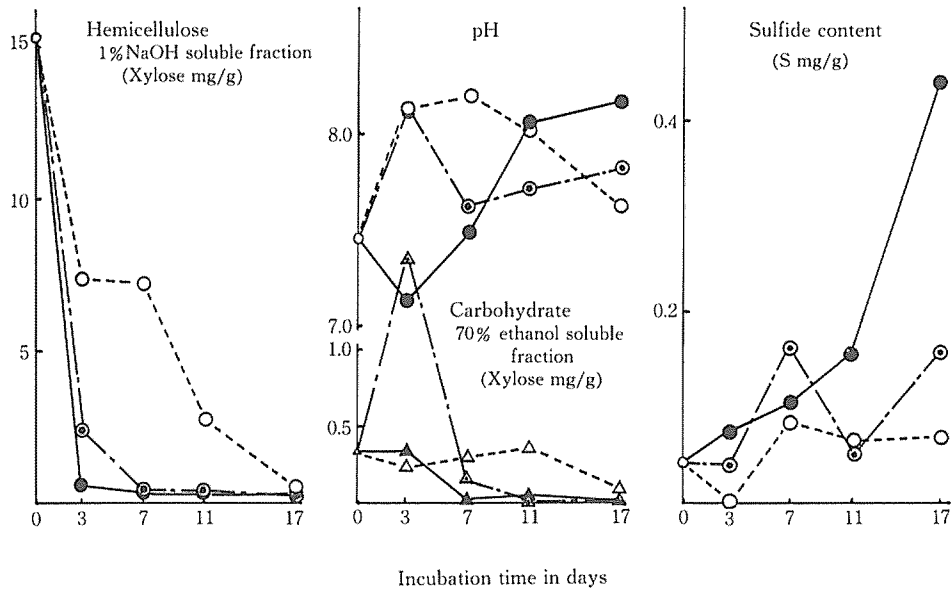 Hemicellulose
1%NaOH soluble fraction
(Xylose mg/g)
15
10
5
0 3 7 11 17
pH
8.0
7.0
Carbohydrate
70% ethanol soluble
fraction
(Xylose mg/g)
1.0
0.5
0 3 7 11 17
Sulfide content
(S mg/g)
0.4
0.2
0 3 7 11 17
Incubation time in days